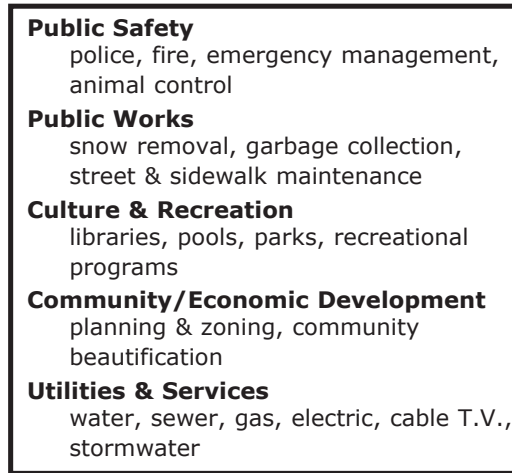 Public Safety
police, fire, emergency management,
animal control
Public Works
snow removal, garbage collection,
street & sidewalk maintenance
Culture & Recreation
libraries, pools, parks, recreational
programs
Community/Economic Development
planning & zoning, community
beautification
Utilities & Services
water, sewer, gas, electric, cable T.V.,
stormwater